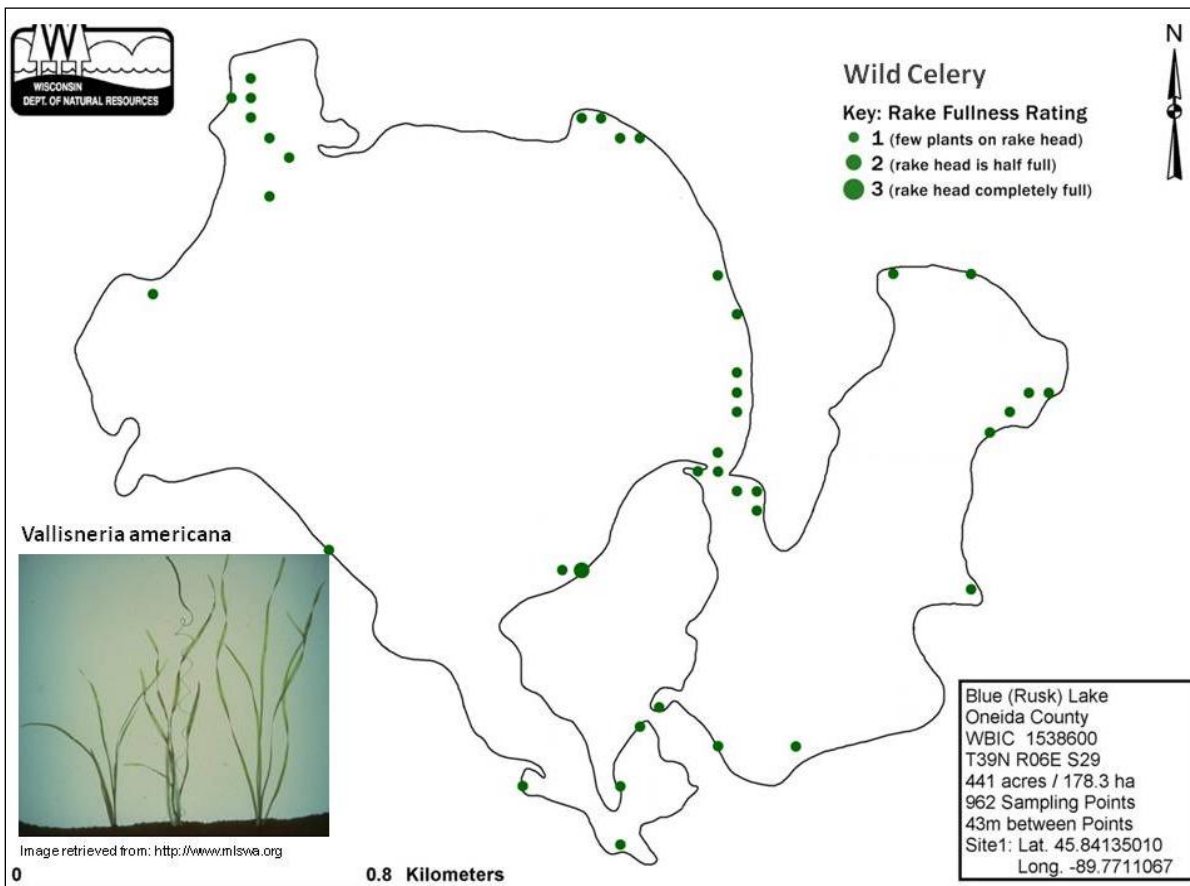 W
WISCONSIN
DEPT. OF NATURAL RESOURCES
N
Wild Celery
Key: Rake Fullness Rating
1 (few plants on rake head)
2 (rake head is half full)
3 (rake head completely full)
Vallisneria americana
Image retrieved from: http://www.mlswa.org
0 0.8 Kilometers
Blue (Rusk) Lake
Oneida County
WBIC 1538600
T39N R06E S29
441 acres / 178.3 ha
962 Sampling Points
43m between Points
Site1: Lat. 45.84135010
Long. -89.7711067